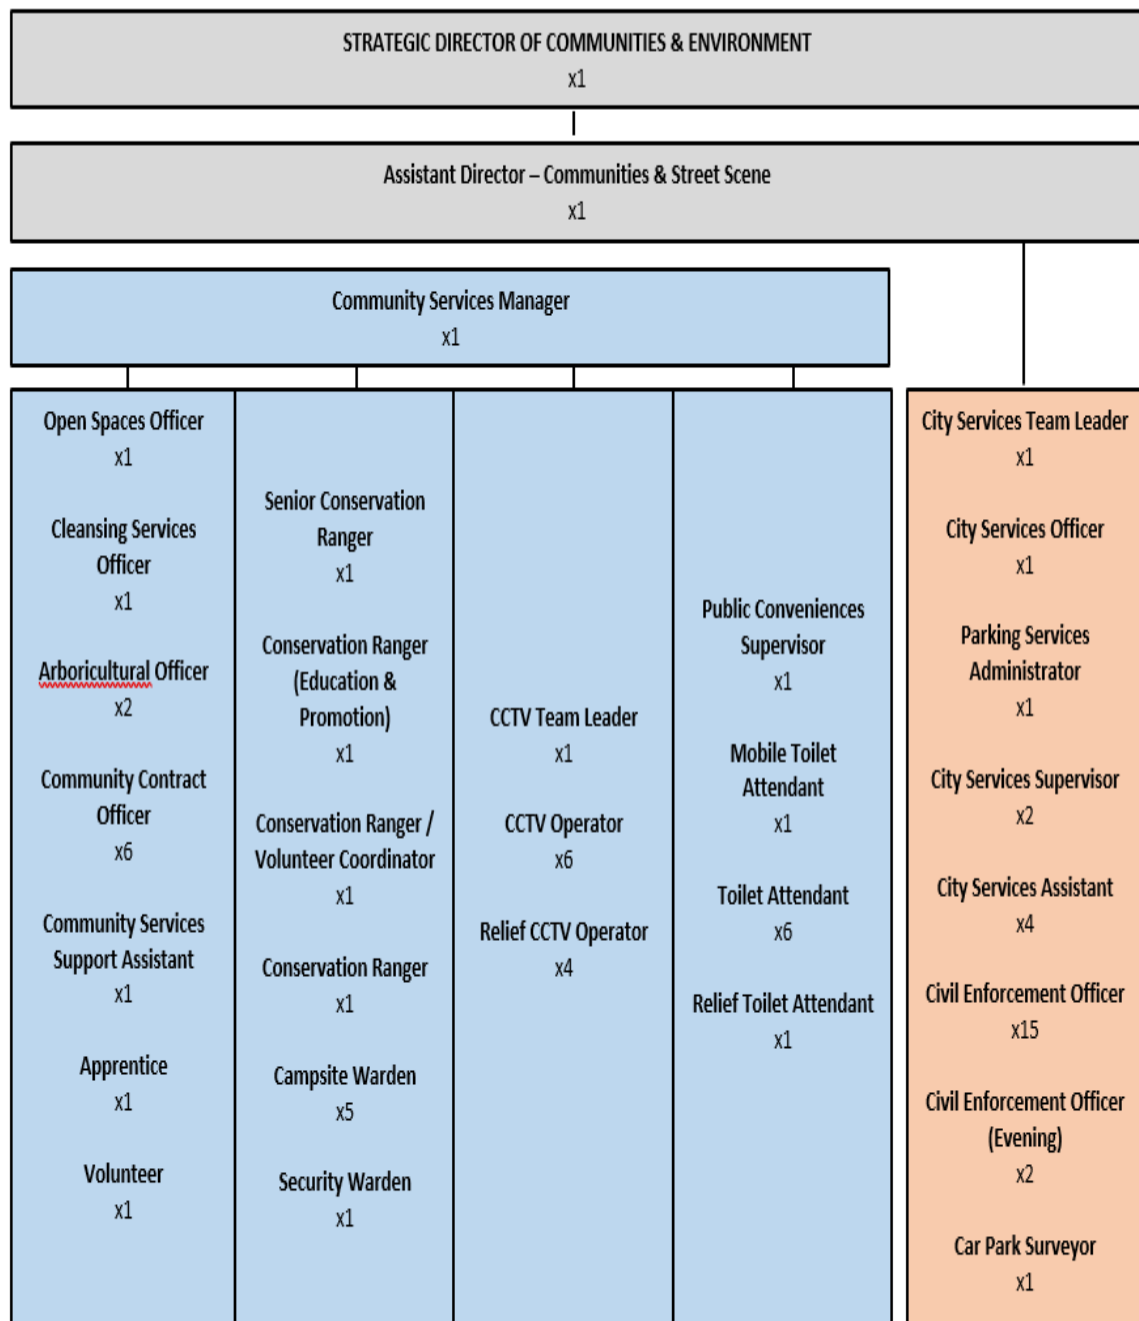 STRATEGIC DIRECTOR OF COMMUNITIES & ENVIRONMENT
x1
Assistant Director – Communities & Street Scene
x1
Community Services Manager
x1
Open Spaces Officer
x1
Cleansing Services
Officer
x1
Arboricultural Officer
x2
Community Contract
Officer
x6
Community Services
Support Assistant
x1
Apprentice
x1
Volunteer
x1
Senior Conservation
Ranger
x1
Conservation Ranger
(Education &
Promotion)
x1
Conservation Ranger /
Volunteer Coordinator
x1
Conservation Ranger
x1
Campsite Warden
x5
Security Warden
x1
CCTV Team Leader
x1
CCTV Operator
x6
Relief CCTV Operator
x4
Public Conveniences
Supervisor
x1
Mobile Toilet
Attendant
x1
Toilet Attendant
x6
Relief Toilet Attendant
x1
City Services Team Leader
x1
City Services Officer
x1
Parking Services
Administrator
x1
City Services Supervisor
x2
City Services Assistant
x4
Civil Enforcement Officer
x15
Civil Enforcement Officer
(Evening)
x2
Car Park Surveyor
x1